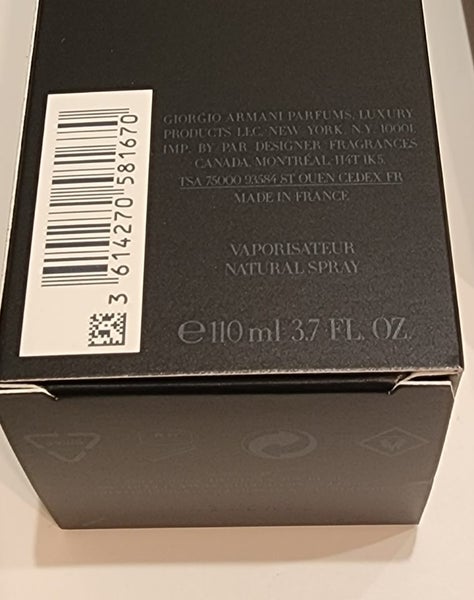 GIORGIO ARMANI PARFUMS, LUXURY
PRODUCTS LLC, NEW YORK, N.Y. 10001.
IMP. BY PAR DESIGNER FRAGRANCES
CANADA, MONTRÉAL, H4T 1K5.
TSA 75000 93584 ST OUEN CEDEX FR
MADE IN FRANCE
VAPORISATEUR
NATURAL SPRAY
℮110 ml 3.7 FL. OZ.
3 614270 581670